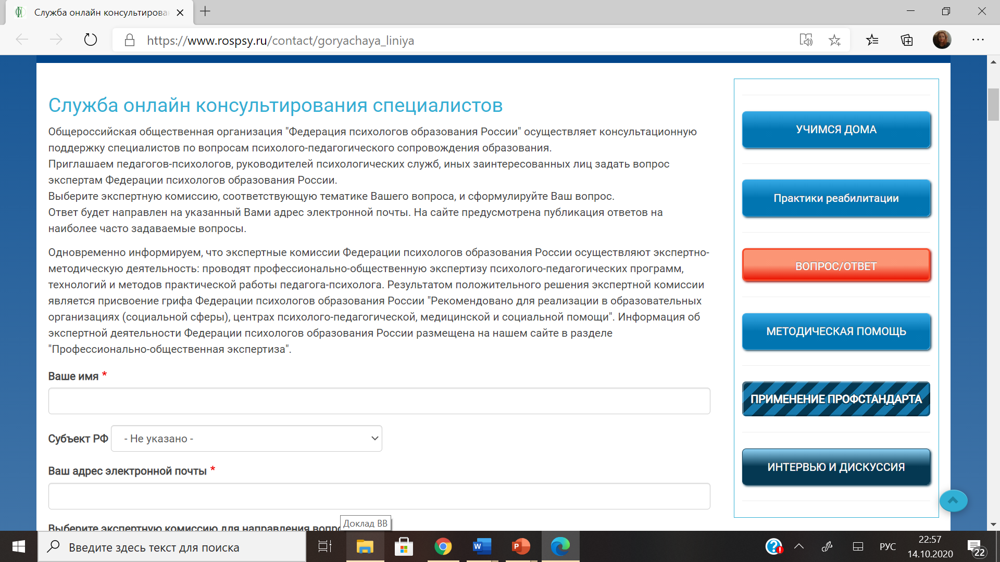 Служба онлайн консультирова
https://www.rospsy.ru/contact/goryachaya_liniya
Служба онлайн консультирования специалистов
Общероссийская общественная организация "Федерация психологов образования России" осуществляет консультационную
поддержку специалистов по вопросам психолого-педагогического сопровождения образования.
Приглашаем педагогов-психологов, руководителей психологических служб, иных заинтересованных лиц задать вопрос
экспертам Федерации психологов образования России.
Выберите экспертную комиссию, соответствующую тематике Вашего вопроса, и сформулируйте Ваш вопрос.
Ответ будет направлен на указанный Вами адрес электронной почты. На сайте предусмотрена публикация ответов на
наиболее часто задаваемые вопросы.
Одновременно информируем, что экспертные комиссии Федерации психологов образования России осуществляют экспертно-
методическую деятельность: проводят профессионально-общественную экспертизу психолого-педагогических программ,
технологий и методов практической работы педагога-психолога. Результатом положительного решения экспертной комиссии
является присвоение грифа Федерации психологов образования России "Рекомендовано для реализации в образовательных
организациях (социальной сферы), центрах психолого-педагогической, медицинской и социальной помощи". Информация об
экспертной деятельности Федерации психологов образования России размещена на нашем сайте в разделе
"Профессионально-общественная экспертиза".
Ваше имя *
Субъект РФ - Не указано -
Ваш адрес электронной почты *
Выберите экспертную комиссию для направления вопро
УЧИМСЯ ДОМА
Практики реабилитации
ВОПРОС/ОТВЕТ
МЕТОДИЧЕСКАЯ ПОМОЩЬ
ПРИМЕНЕНИЕ ПРОФСТАНДАРТА
ИНТЕРВЬЮ И ДИСКУССИЯ
Доклад ВВ
Введите здесь текст для поиска
W
P
РУС
22:57
14.10.2020
22